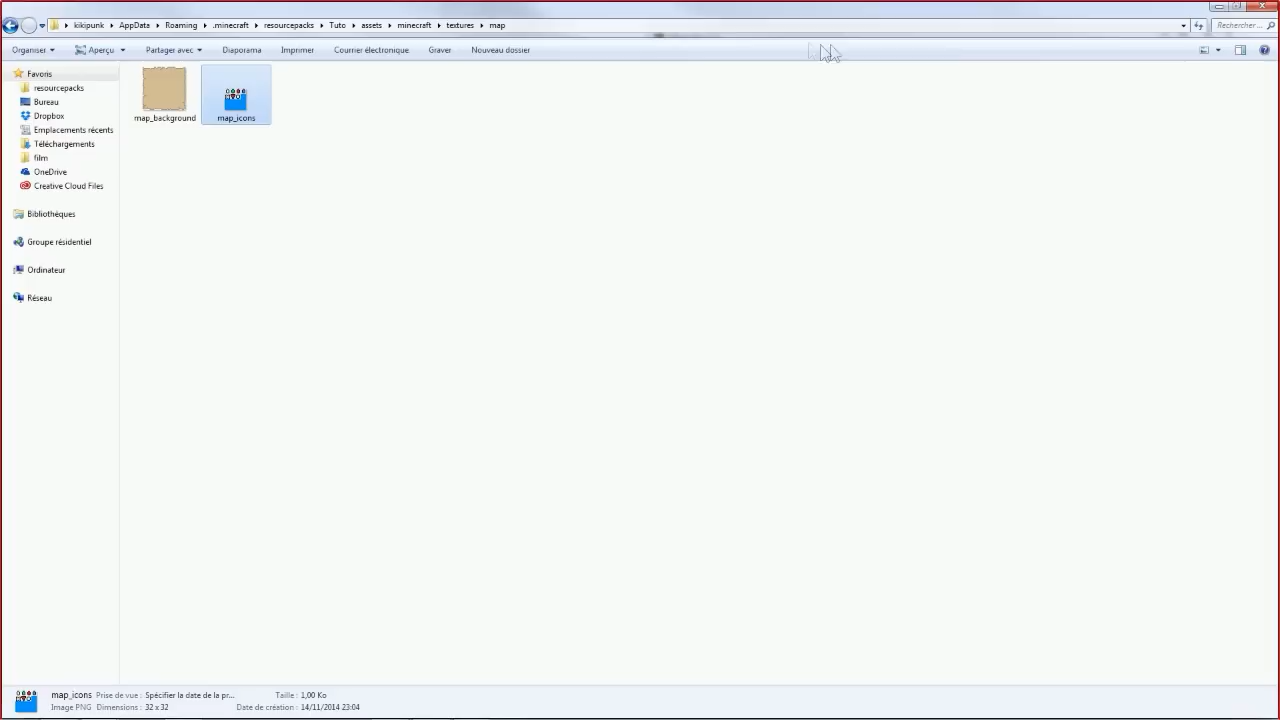 kikipunk AppData Roaming .minecraft resourcepacks Tuto assets minecraft textures map Rechercher ...
Organiser Aperçu Partager avec Diaporama Imprimer Courrier électronique Graver Nouveau dossier
Favoris
resourcepacks
Bureau
Dropbox
Emplacements récents
Téléchargements
film
OneDrive
Creative Cloud Files
Bibliothèques
Groupe résidentiel
Ordinateur
Réseau
map_background map_icons
map_icons Prise de vue : Spécifier la date de la pr... Taille : 1,00 Ko
Image PNG Dimensions : 32 x 32 Date de création : 14/11/2014 23:04